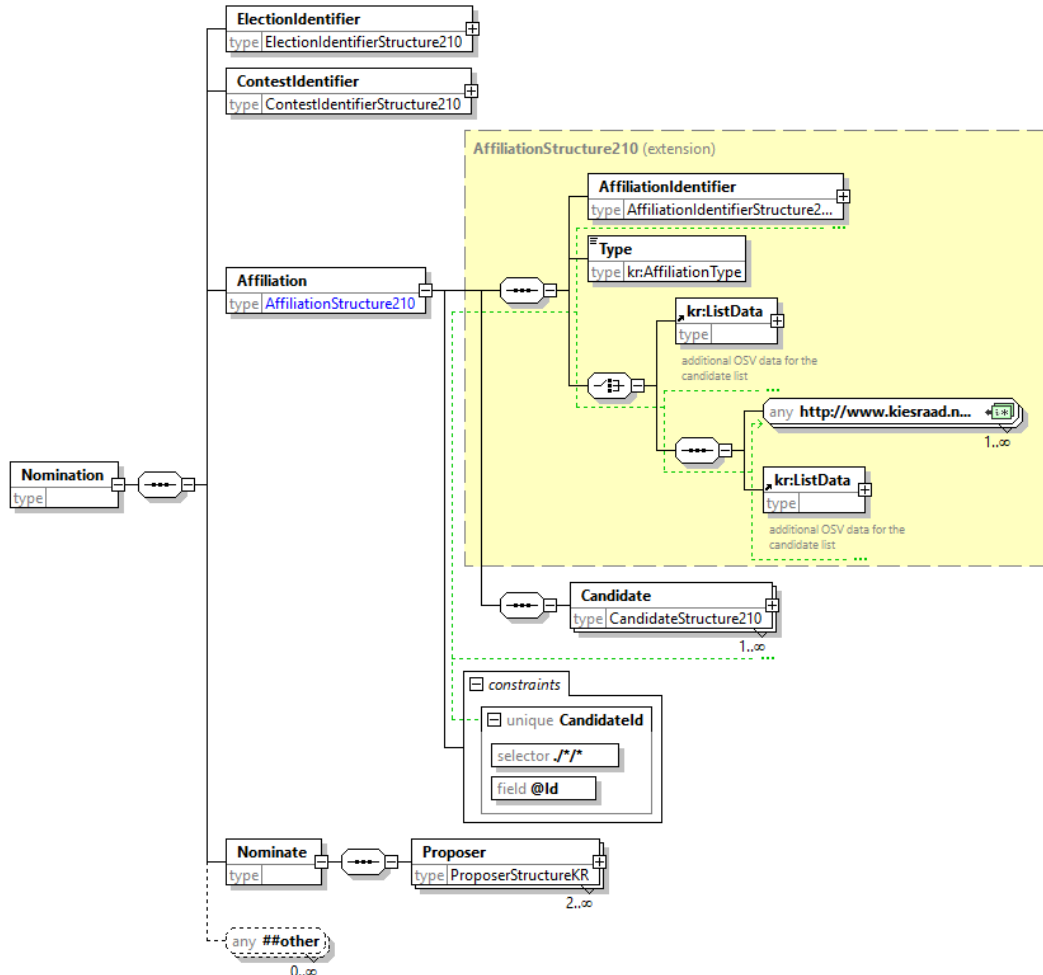 ElectionIdentifier
type ElectionIdentifierStructure210
ContestIdentifier
type ContestIdentifierStructure210
AffiliationStructure210 (extension)
AffiliationIdentifier
type AffiliationIdentifierStructure2...
Type
type kr:AffiliationType
Affiliation
type AffiliationStructure210
kr:ListData
type
additional OSV data for the
candidate list
any http://www.kiesraad.n...
1..∞
kr:ListData
type
additional OSV data for the
candidate list
Nomination
type
Candidate
type CandidateStructure210
1..∞
constraints
unique CandidateId
selector ./*/*
field @Id
Nominate
type
Proposer
type ProposerStructureKR
2..∞
any ##other
0..∞